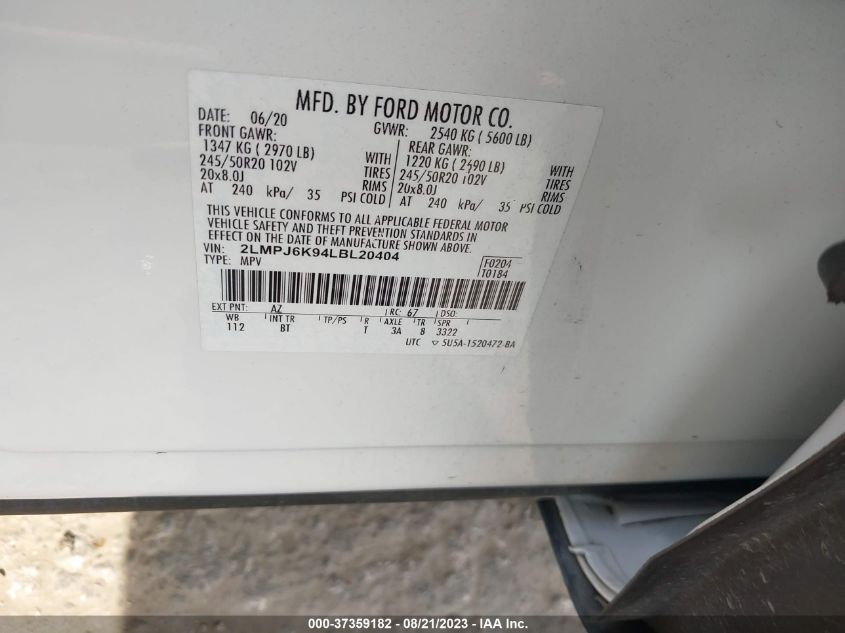 MFD. BY FORD MOTOR CO.
DATE: 06/20 GVWR: 2540 KG ( 5600 LB)
FRONT GAWR: REAR GAWR:
1347 KG ( 2970 LB) WITH 1220 KG ( 2690 LB) WITH
245/50R20 102V TIRES 245/50R20 102V TIRES
20x8.0J RIMS 20x8.0J RIMS
AT 240 kPa/ 35 PSI COLD AT 240 kPa/ 35 PSI COLD
THIS VEHICLE CONFORMS TO ALL APPLICABLE FEDERAL MOTOR
VEHICLE SAFETY AND THEFT PREVENTION STANDARDS IN
EFFECT ON THE DATE OF MANUFACTURE SHOWN ABOVE.
VIN: 2LMPJ6K94LBL20404 F0204
TYPE: MPV T0184
EXT PNT: AZ RC: 67 DSO:
WB INT TR TP/PS R AXLE TR SPR
112 BT T 3A 8 3322
UTC ▽ 5U5A-1520472-BA
000-37359182 - 08/21/2023 - IAA Inc.